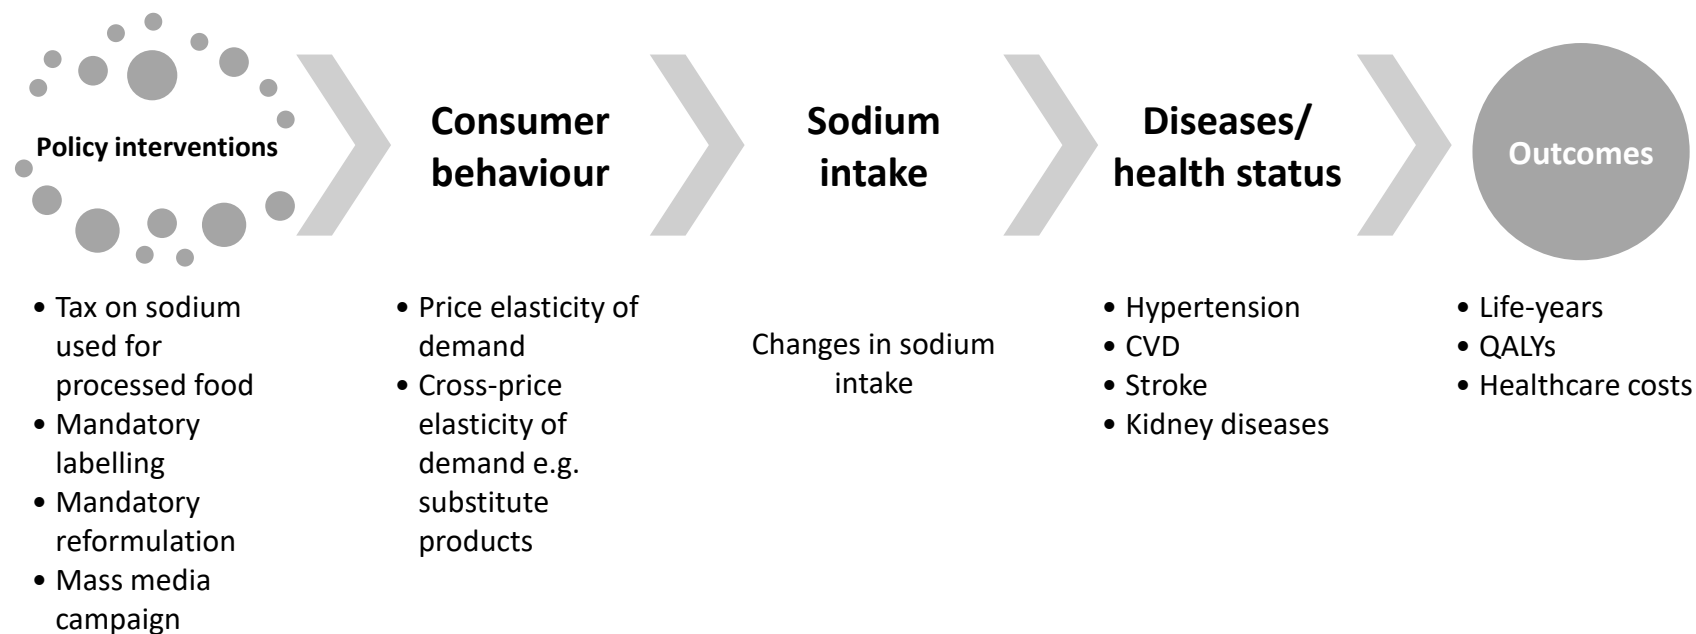 Policy interventions
Consumer
behaviour
Sodium
intake
Diseases/
health status
Outcomes
• Tax on sodium
used for
processed food
• Mandatory
labelling
• Mandatory
reformulation
• Mass media
campaign
• Price elasticity of
demand
• Cross-price
elasticity of
demand e.g.
substitute
products
Changes in sodium
intake
• Hypertension
• CVD
• Stroke
• Kidney diseases
• Life-years
• QALYs
• Healthcare costs